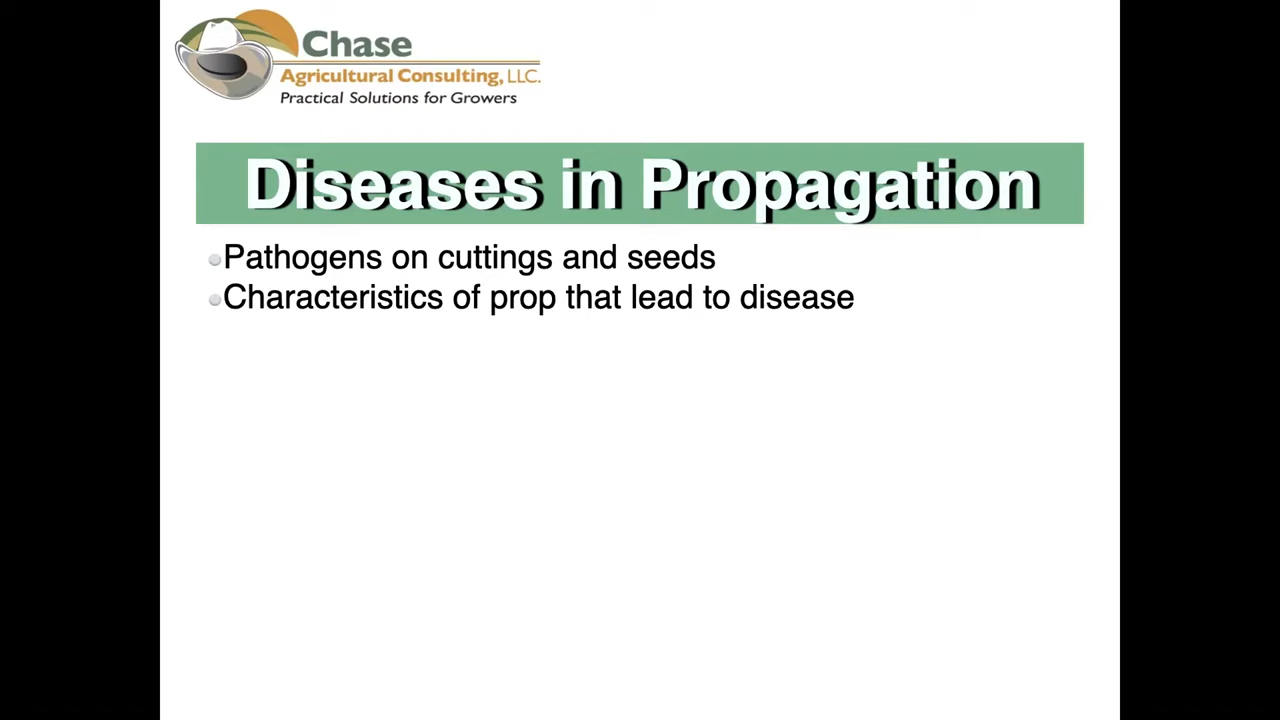 Chase
Agricultural Consulting, LLC.
Practical Solutions for Growers
Diseases in Propagation
Pathogens on cuttings and seeds
Characteristics of prop that lead to disease